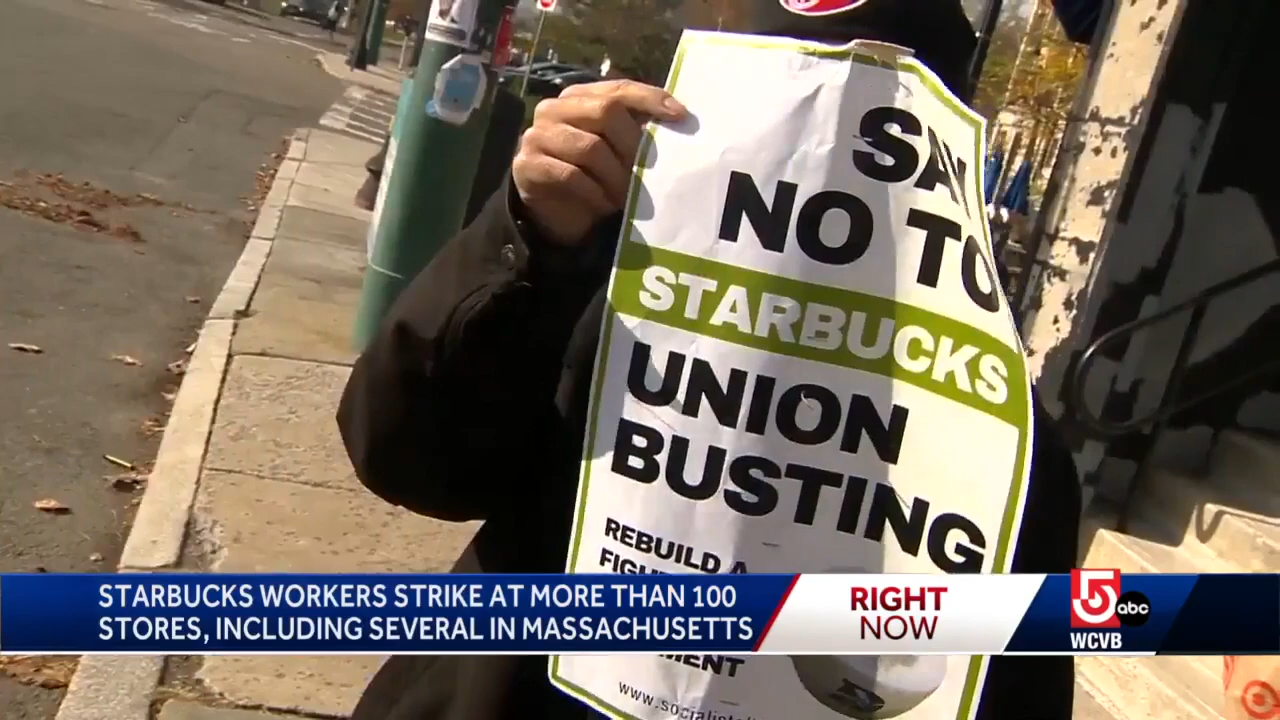 SAY
NO TO
STARBUCKS
UNION
BUSTING
REBUILD A
STARBUCKS WORKERS STRIKE AT MORE THAN 100
STORES, INCLUDING SEVERAL IN MASSACHUSETTS
RIGHT
NOW
5
abc
WCVB